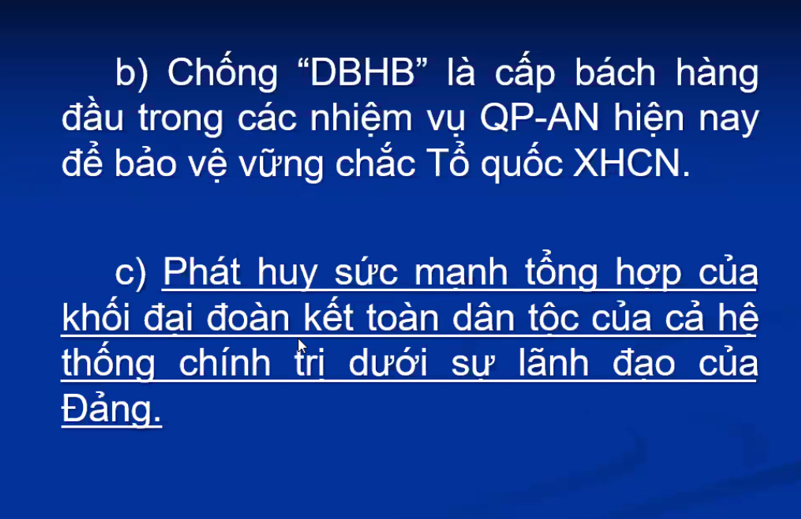 b) Chống “DBHB” là cấp bách hàng
đầu trong các nhiệm vụ QP-AN hiện nay
để bảo vệ vững chắc Tổ quốc XHCN.
c) Phát huy sức mạnh tổng hợp của
khối đại đoàn kết toàn dân tộc của cả hệ
thống chính trị dưới sự lãnh đạo của
Đảng.